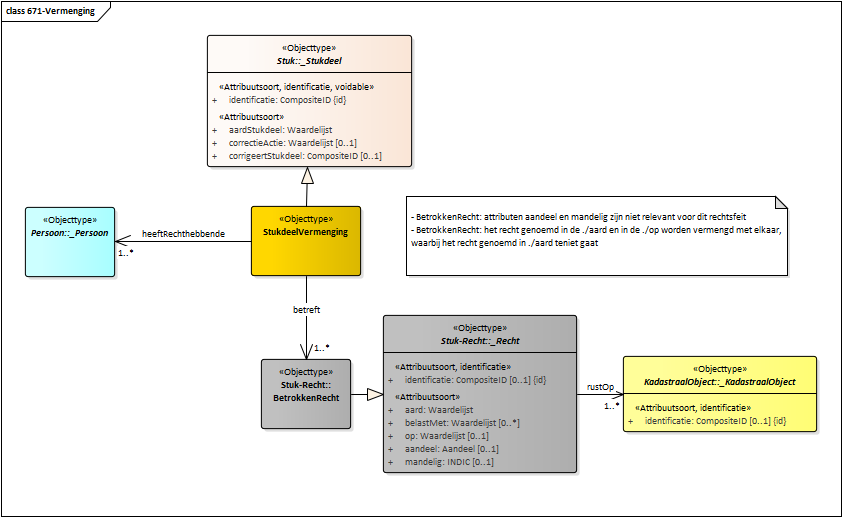 class 671-Vermenging
«Objecttype»
Stuk::_Stukdeel
«Attribuutsoort, identificatie, voidable»
+ identificatie: CompositeID {id}
«Attribuutsoort»
+ aardStukdeel: Waardelijst
+ correctieActie: Waardelijst [0..1]
+ corrigeertStukdeel: CompositeID [0..1]
«Objecttype»
Persoon::_Persoon
heeftRechthebbende
1..*
«Objecttype»
StukdeelVermenging
- BetrokkenRecht: attributen aandeel en mandelig zijn niet relevant voor dit rechtsfeit
- BetrokkenRecht: het recht genoemd in de ./aard en in de ./op worden vermengd met elkaar,
waarbij het recht genoemd in ./aard teniet gaat
betreft
1..*
«Objecttype»
Stuk-Recht::
BetrokkenRecht
«Objecttype»
Stuk-Recht::_Recht
«Attribuutsoort, identificatie»
+ identificatie: CompositeID [0..1] {id}
«Attribuutsoort»
+ aard: Waardelijst
+ belastMet: Waardelijst [0..*]
+ op: Waardelijst [0..1]
+ aandeel: Aandeel [0..1]
+ mandelig: INDIC [0..1]
rustOp
1..*
«Objecttype»
KadastraalObject::_KadastraalObject
«Attribuutsoort, identificatie»
+ identificatie: CompositeID [0..1] {id}